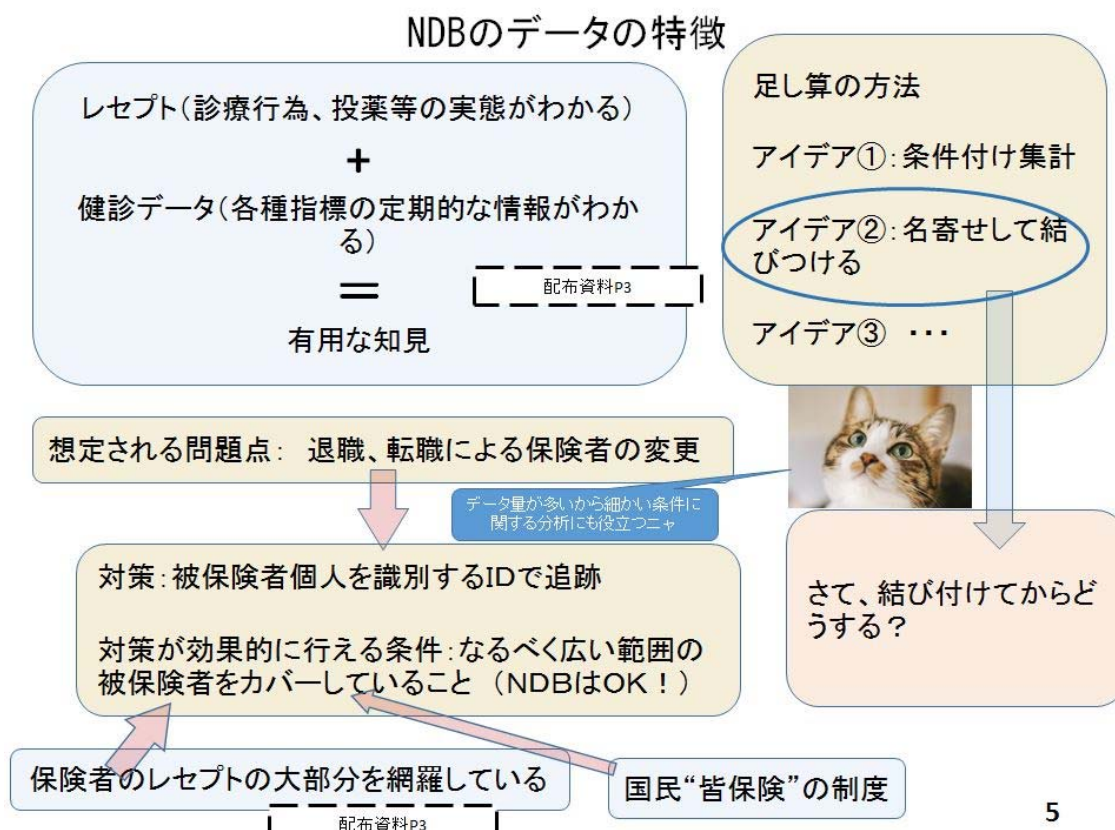 NDBのデータの特徴
レセプト(診療行為、投薬等の実態がわかる)
+
健診データ(各種指標の定期的な情報がわか
る)
=
配布資料P3
有用な知見
足し算の方法
アイデア①:条件付け集計
アイデア②:名寄せして結
びつける
アイデア③ ・・・
想定される問題点: 退職、転職による保険者の変更
データ量が多いから細かい条件に
関する分析にも役立つニャ
対策:被保険者個人を識別するIDで追跡
対策が効果的に行える条件:なるべく広い範囲の
被保険者をカバーしていること (NDBはOK!)
さて、結び付けてからど
うする?
保険者のレセプトの大部分を網羅している
配布資料P3
国民“皆保険”の制度
5